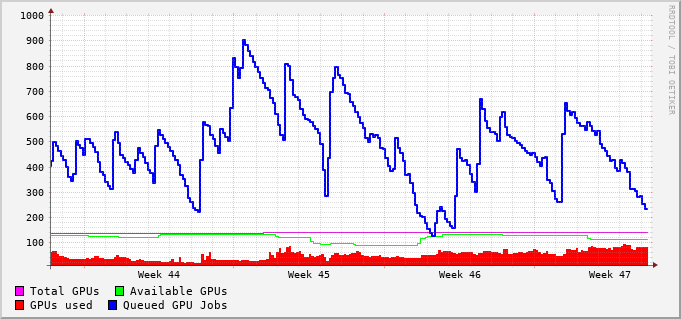 1000
900
800
700
600
500
400
300
200
100
RRDTOOL / TOBI OETIKER
Week 44 Week 45 Week 46 Week 47
Total GPUs Available GPUs
GPUs used Queued GPU Jobs